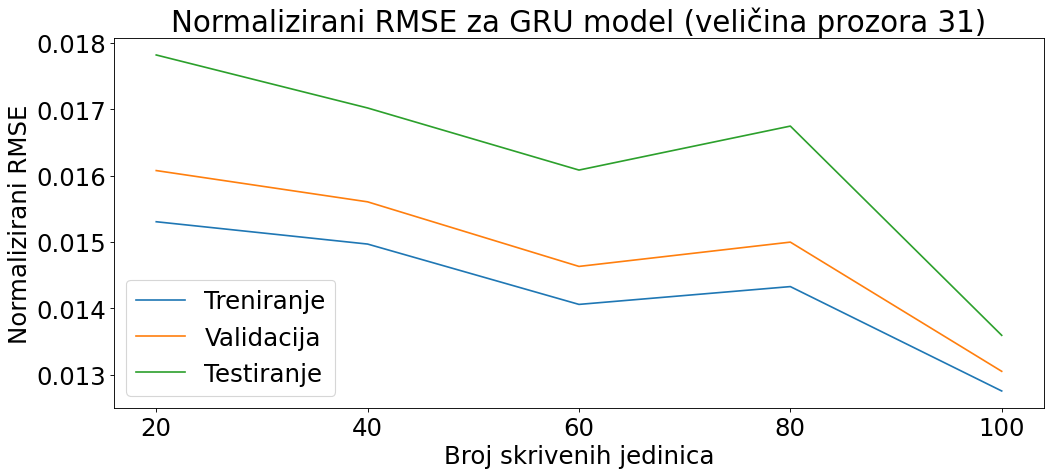 Normalizirani RMSE za GRU model (veličina prozora 31)
Normalizirani RMSE
0.018
0.017
0.016
0.015
0.014
0.013
Treniranje
Validacija
Testiranje
20 40 60 80 100
Broj skrivenih jedinica